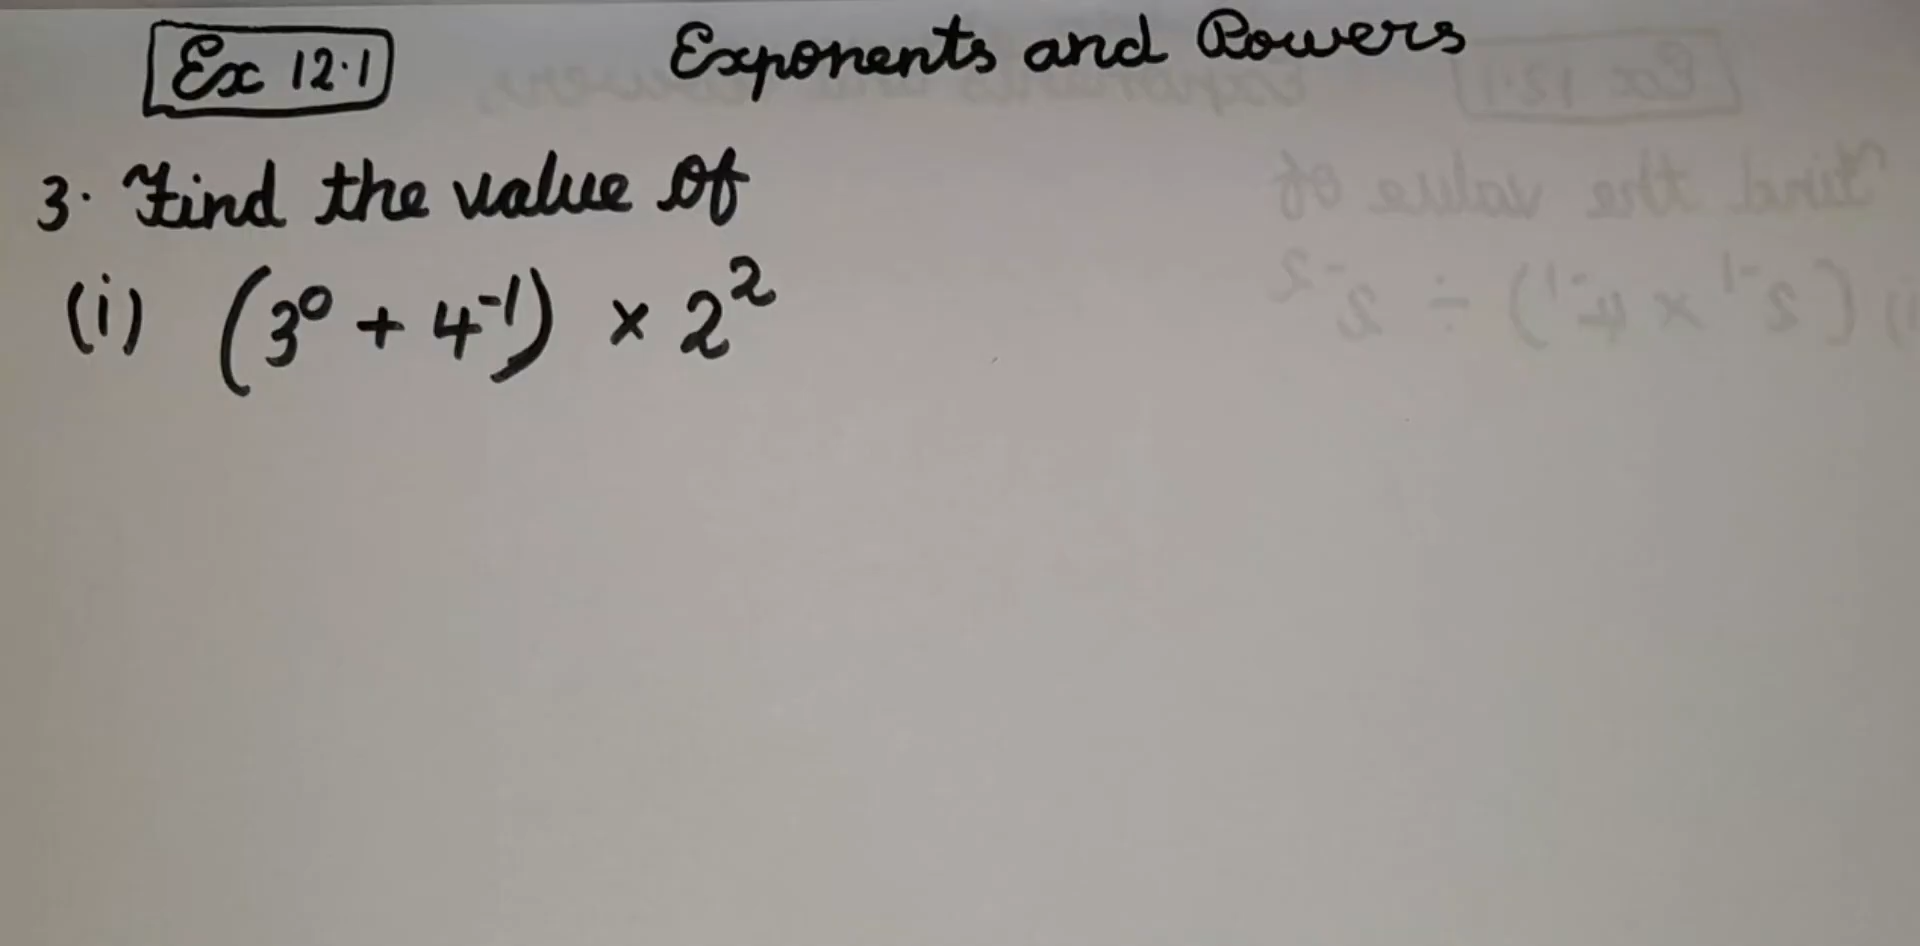 Ex 12.1 Exponents and Powers
3. Find the value of
(i) (3⁰ + 4⁻¹) × 2²